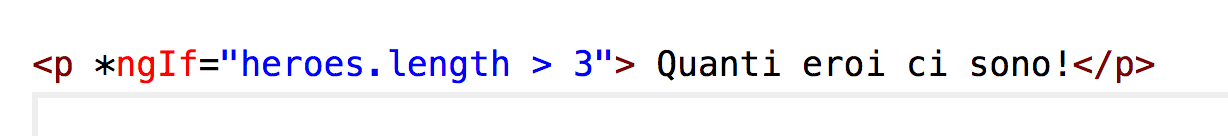 <p *ngIf="heroes.length > 3"> Quanti eroi ci sono!</p>